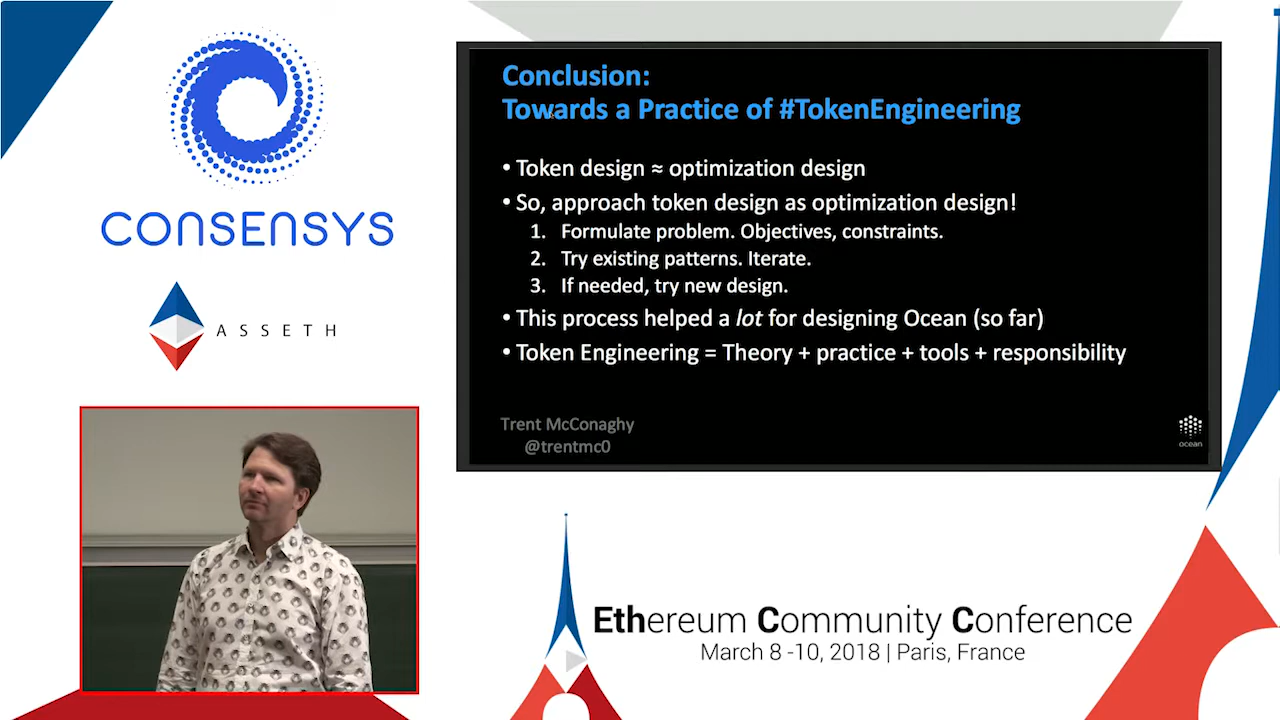 CONSENSYS
ASSETH
Conclusion:
Towards a Practice of #TokenEngineering
• Token design ≈ optimization design
• So, approach token design as optimization design!
1. Formulate problem. Objectives, constraints.
2. Try existing patterns. Iterate.
3. If needed, try new design.
• This process helped a lot for designing Ocean (so far)
• Token Engineering = Theory + practice + tools + responsibility
Trent McConaghy
@trentmc0
ocean
Ethereum Community Conference
March 8 -10, 2018 | Paris, France